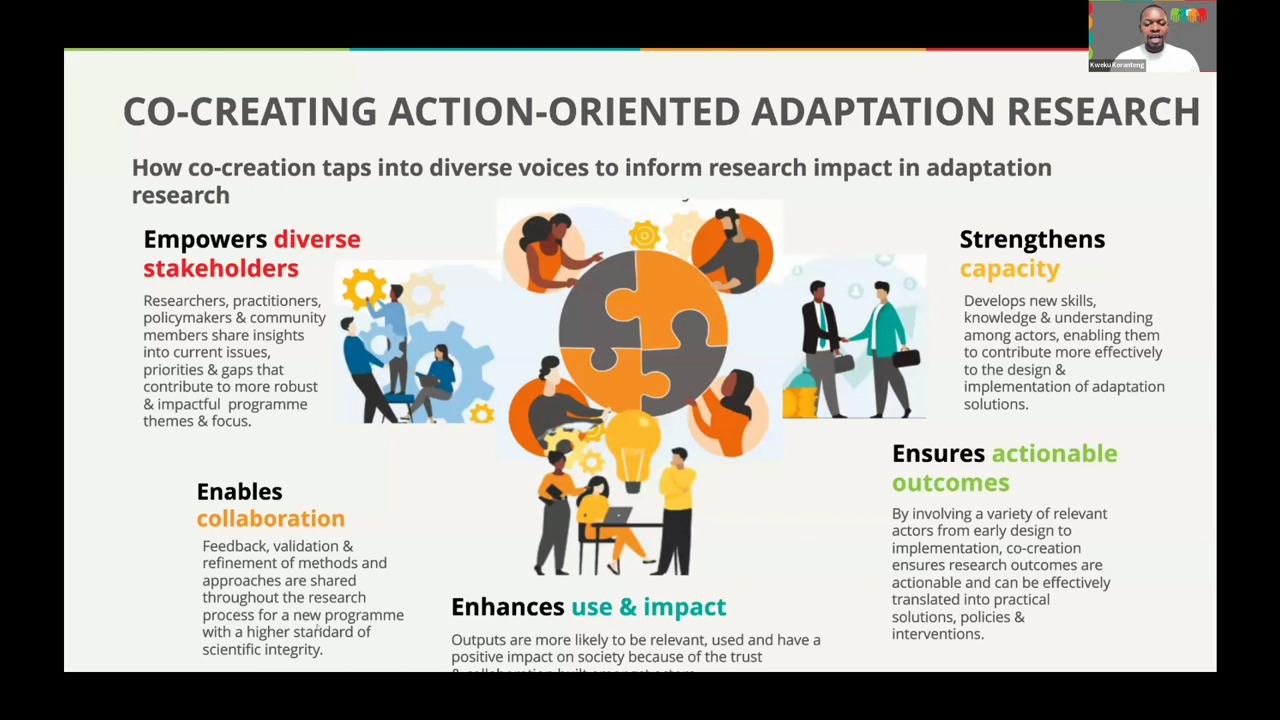 Kweku Koranteng
CO-CREATING ACTION-ORIENTED ADAPTATION RESEARCH
How co-creation taps into diverse voices to inform research impact in adaptation
research
Empowers diverse
stakeholders
Researchers, practitioners,
policymakers & community
members share insights
into current issues,
priorities & gaps that
contribute to more robust
& impactful programme
themes & focus.
Strengthens
capacity
Develops new skills,
knowledge & understanding
among actors, enabling them
to contribute more effectively
to the design &
implementation of adaptation
solutions.
Enables
collaboration
Feedback, validation &
refinement of methods and
approaches are shared
throughout the research
process for a new programme
with a higher standard of
scientific integrity.
Ensures actionable
outcomes
By involving a variety of relevant
actors from early design to
implementation, co-creation
ensures research outcomes are
actionable and can be effectively
translated into practical
solutions, policies &
interventions.
Enhances use & impact
Outputs are more likely to be relevant, used and have a
positive impact on society because of the trust